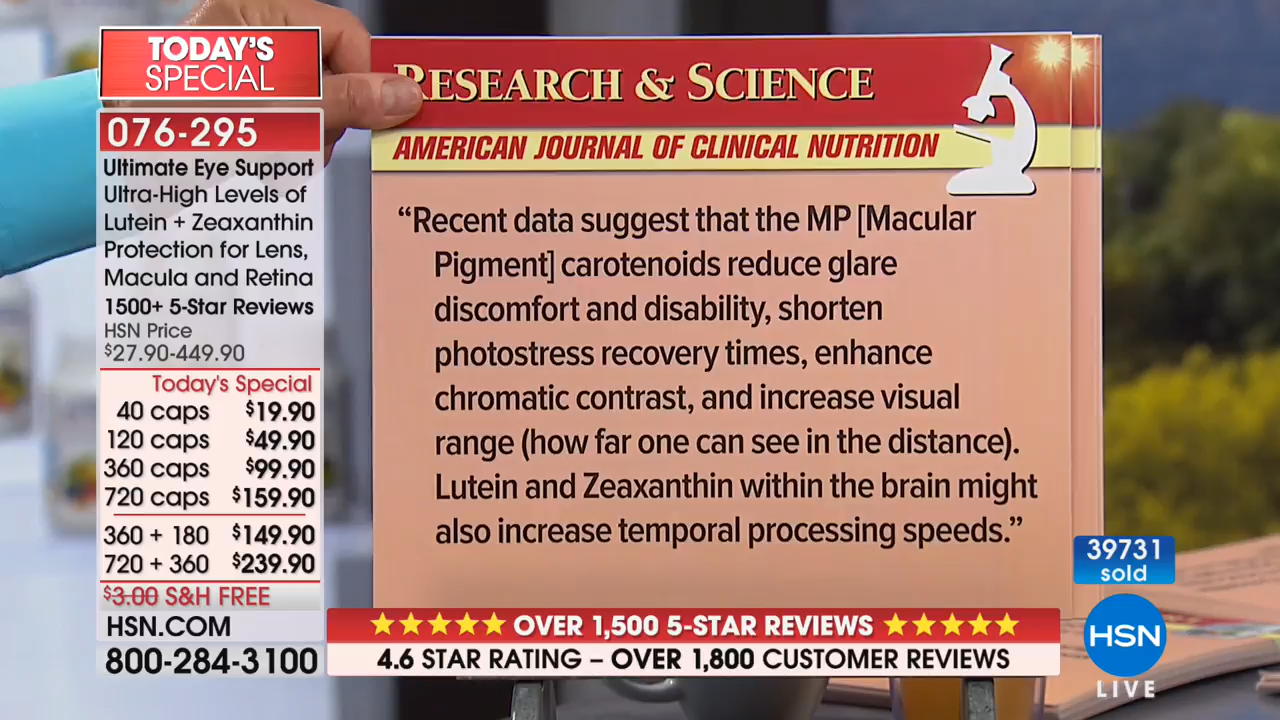 TODAY'S
SPECIAL
076-295
Ultimate Eye Support
Ultra-High Levels of
Lutein + Zeaxanthin
Protection for Lens,
Macula and Retina
1500+ 5-Star Reviews
HSN Price
$27.90-449.90
Today's Special
40 caps $19.90
120 caps $49.90
360 caps $99.90
720 caps $159.90
360 + 180 $149.90
720 + 360 $239.90
$3.00 S&H FREE
HSN.COM
800-284-3100
RESEARCH & SCIENCE
AMERICAN JOURNAL OF CLINICAL NUTRITION
“Recent data suggest that the MP [Macular
Pigment] carotenoids reduce glare
discomfort and disability, shorten
photostress recovery times, enhance
chromatic contrast, and increase visual
range (how far one can see in the distance).
Lutein and Zeaxanthin within the brain might
also increase temporal processing speeds.”
39731
sold
OVER 1,500 5-STAR REVIEWS
4.6 STAR RATING – OVER 1,800 CUSTOMER REVIEWS
HSN
LIVE